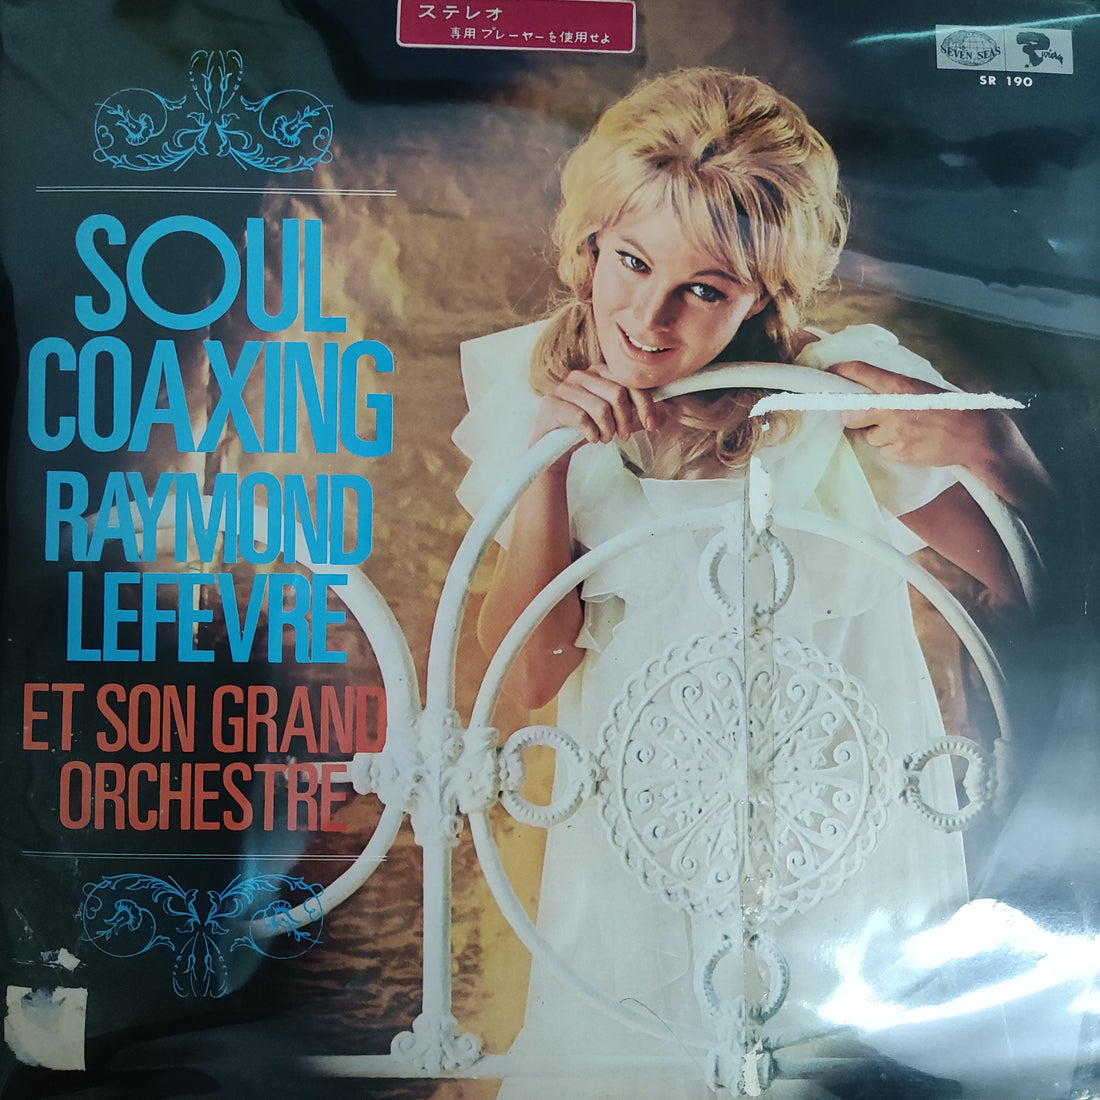 ステレオ
専用プレーヤーを使用せよ
SEVEN SEAS
Riviera
SR 190
SOUL
COAXING
RAYMOND
LEFEVRE
ET SON GRAND
ORCHESTRE